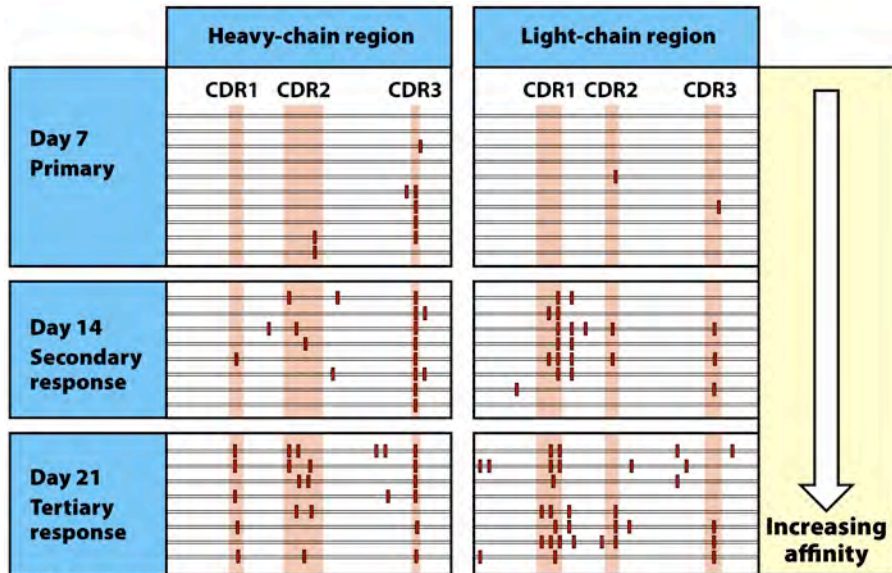 Heavy-chain region
Light-chain region
CDR1 CDR2 CDR3
CDR1 CDR2 CDR3
Day 7
Primary
Day 14
Secondary
response
Day 21
Tertiary
response
Increasing
affinity